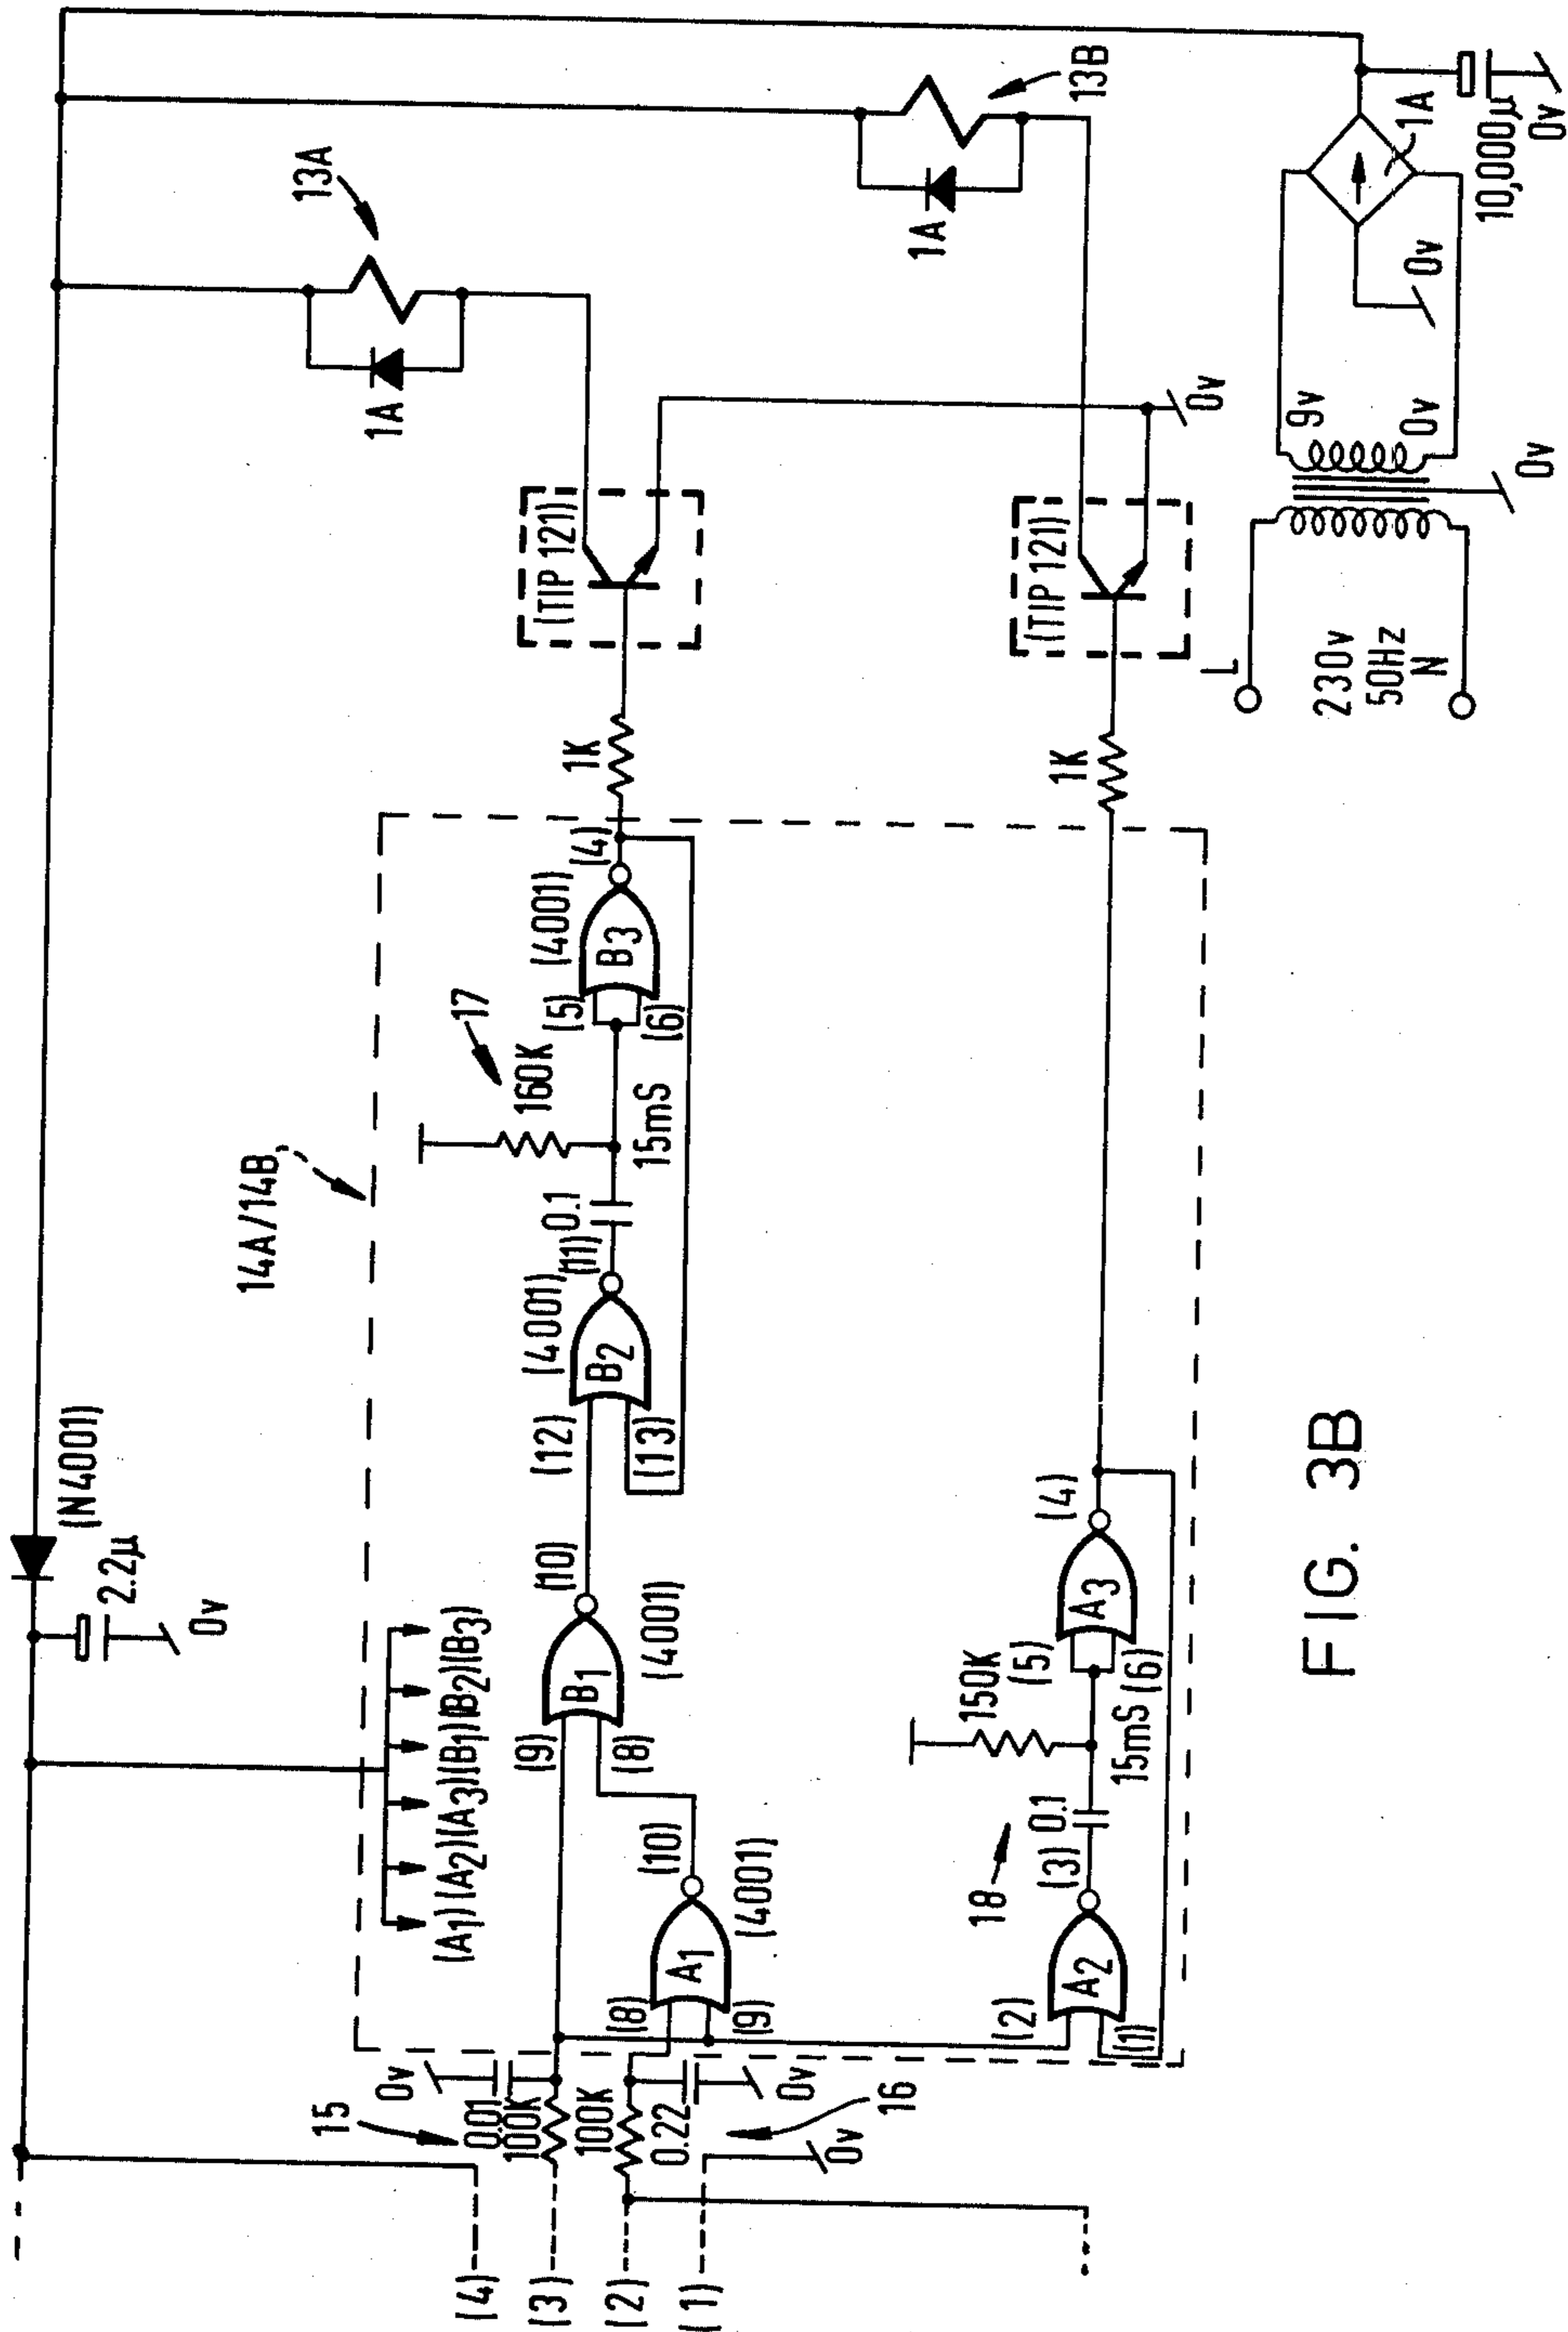 (N4001)
2.2µ
0v
13A
1A
13B
1A
14A/14B
(A1)(A2)(A3)(B1)(B2)(B3)
17
160K
15mS
0.1
(11)
(4001)
B2
(12)
(13)
(4001)
B3
(5)
(6)
(4)
1K
(TIP 121)
(10)
B1
(4001)
(9)
(8)
(10)
A1
(4001)
(8)
(9)
15
0v
0.01
100K
100K
0.22
0v
16
0v
(4)
(3)
(2)
(1)
18
(2)
A2
(1)
(3)
0.1
15mS
150K
(5)
(6)
A3
(4)
1K
(TIP 121)
0v
L
230v
50Hz
N
9v
0v
0v
0v
1A
10,000µ
0v
FIG. 3B